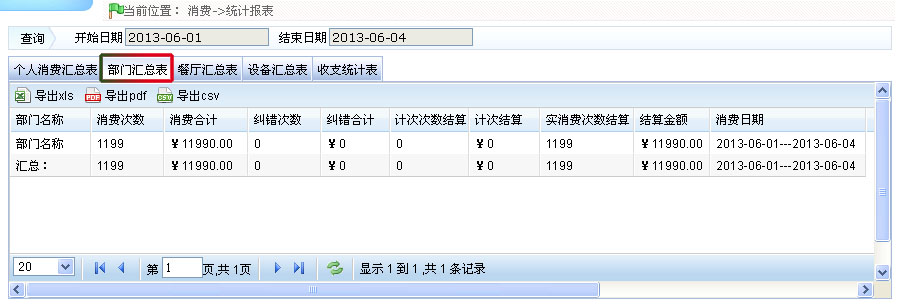 当前位置： 消费->统计报表
查询 开始日期 2013-06-01 结束日期 2013-06-04
个人消费汇总表 部门汇总表 餐厅汇总表 设备汇总表 收支统计表
导出xls 导出pdf 导出csv
部门名称 消费次数 消费合计 纠错次数 纠错合计 计次次数结算 计次结算 实消费次数结算 结算金额 消费日期
部门名称 1199 ¥ 11990.00 0 ¥ 0 0 ¥ 0 1199 ¥ 11990.00 2013-06-01---2013-06-04
汇总： 1199 ¥ 11990.00 0 ¥ 0 0 ¥ 0 1199 ¥ 11990.00 2013-06-01---2013-06-04
20 第 1 页,共 1页 显示 1 到 1 ,共 1 条记录